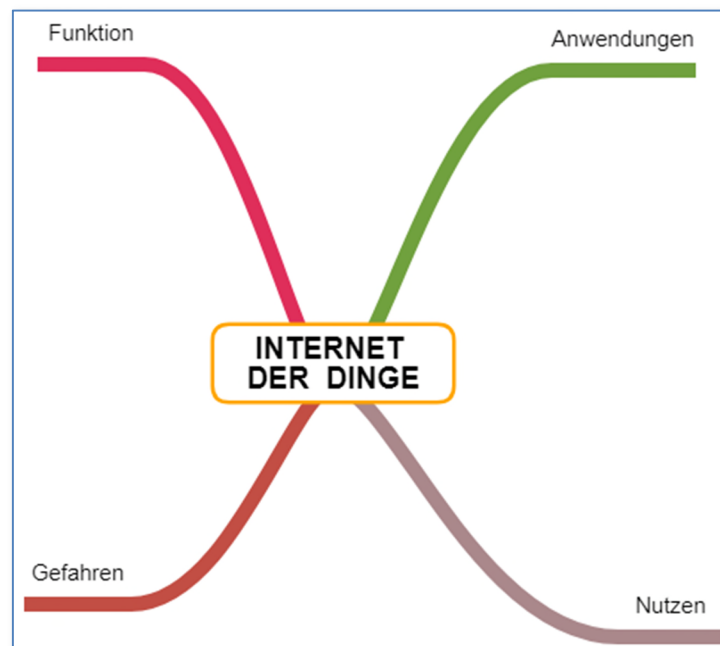 Funktion
Anwendungen
INTERNET
DER DINGE
Gefahren
Nutzen